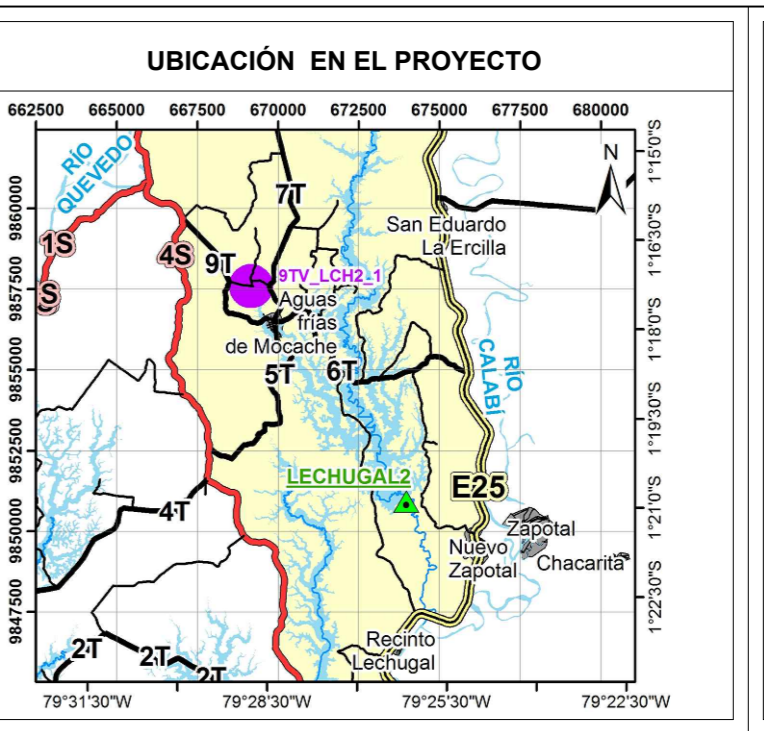 UBICACIÓN EN EL PROYECTO
662500 665000 667500 670000 672500 675000 677500 680000
RÍO
QUEVEDO
N
1°15'0"S
9860000
7T
San Eduardo
La Ercilla
1°16'30"S
1S
4S
9T
S
9TV_LCH2_1
9857500
Aguas
frías
de Mocache
1°18'0"S
RÍO
CALABÍ
9855000
5T
6T
1°19'30"S
9852500
LECHUGAL2
E25
1°21'0"S
4T
9850000
Zapotal
Nuevo
Zapotal
Chacarita
9847500
1°22'30"S
2T
2T
2T
Recinto
Lechugal
79°31'30"W 79°28'30"W 79°25'30"W 79°22'30"W